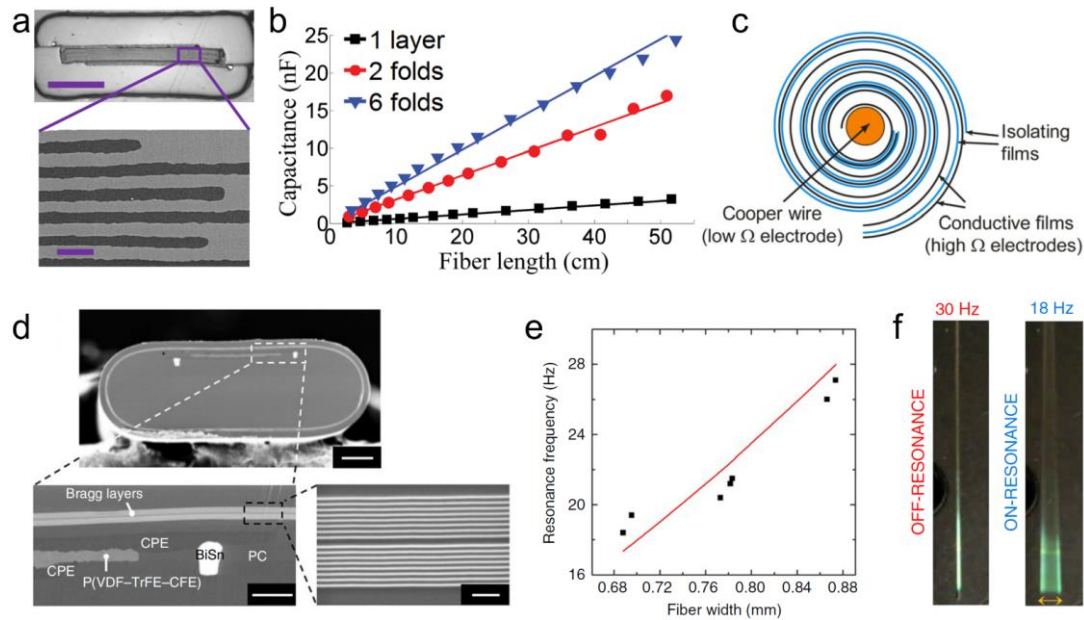 a
b
25
20
15
10
5
0
Capacitance (nF)
1 layer
2 folds
6 folds
0
10
20
30
40
50
Fiber length (cm)
c
Isolating
films
Cooper wire
(low Ω electrode)
Conductive films
(high Ω electrodes)
d
Bragg layers
CPE
BiSn
PC
CPE
P(VDF–TrFE–CFE)
e
28
24
20
16
Resonance frequency (Hz)
0.68
0.72
0.76
0.80
0.84
0.88
Fiber width (mm)
f
30 Hz
18 Hz
OFF-RESONANCE
ON-RESONANCE